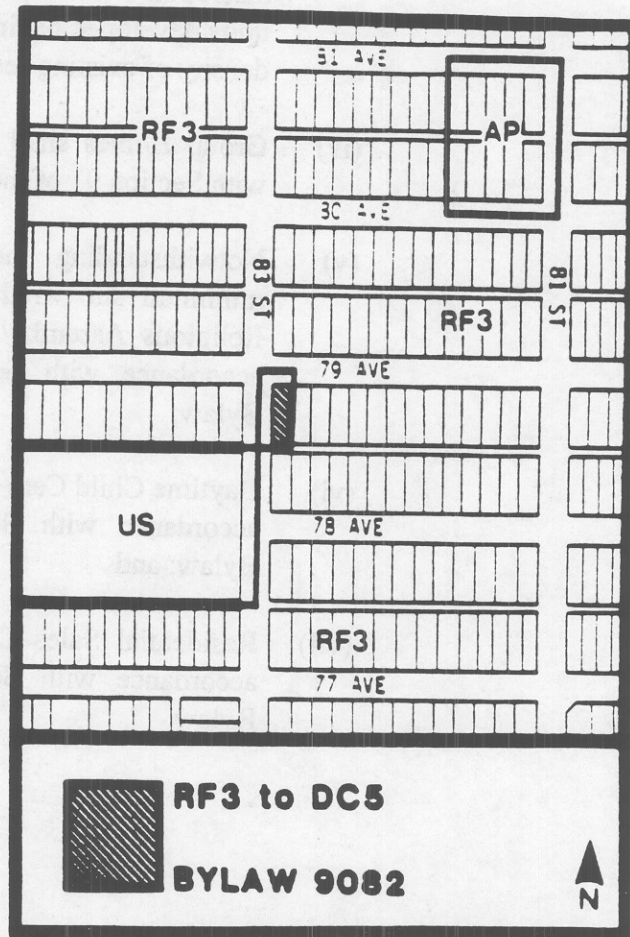 81 AVE
RF3
AP
80 AVE
83 ST
81 ST
RF3
79 AVE
US
78 AVE
RF3
77 AVE
RF3 to DC5
BYLAW 9082
N